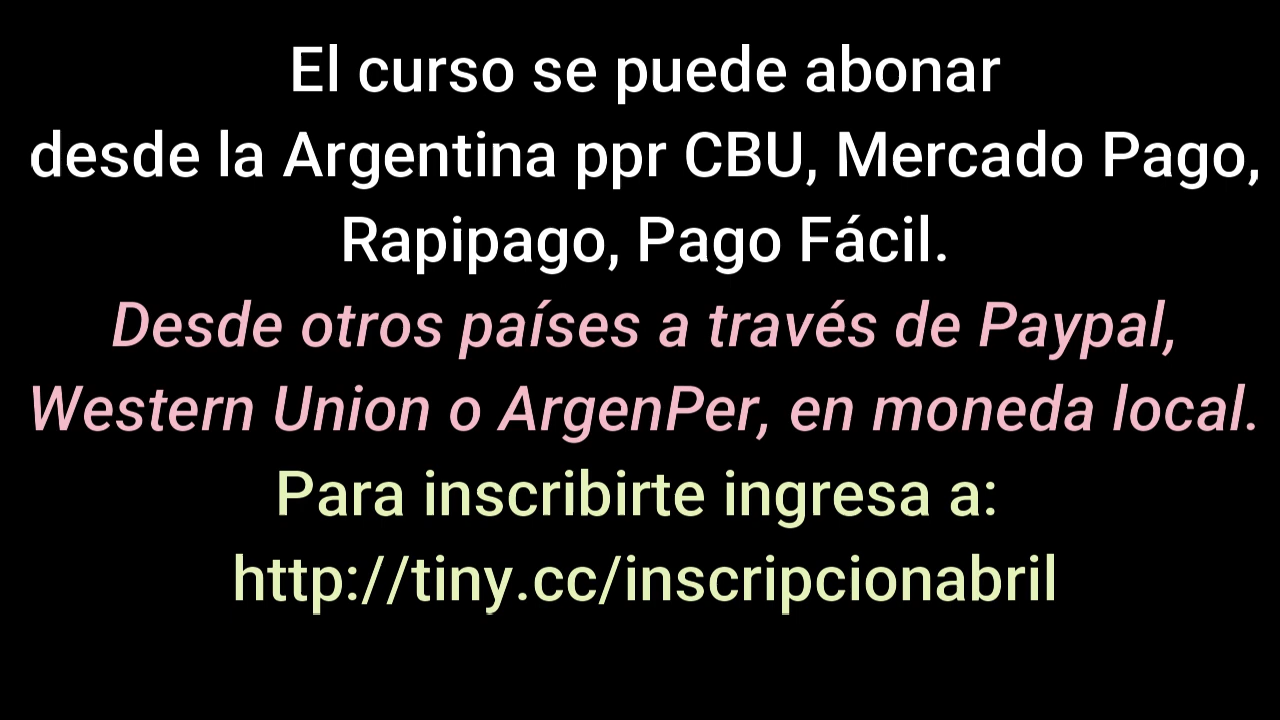 El curso se puede abonar
desde la Argentina ppr CBU, Mercado Pago,
Rapipago, Pago Fácil.
Desde otros países a través de Paypal,
Western Union o ArgenPer, en moneda local.
Para inscribirte ingresa a:
http://tiny.cc/inscripcionabril